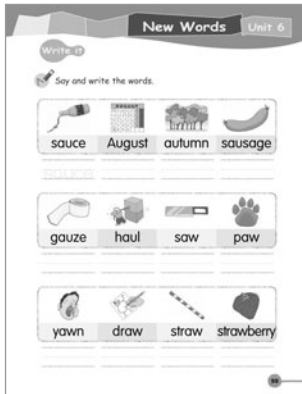 New Words Unit 6
Write it
Say and write the words.
AUGUST
sauce August autumn sausage
sauce
gauze haul saw paw
yawn draw straw strawberry